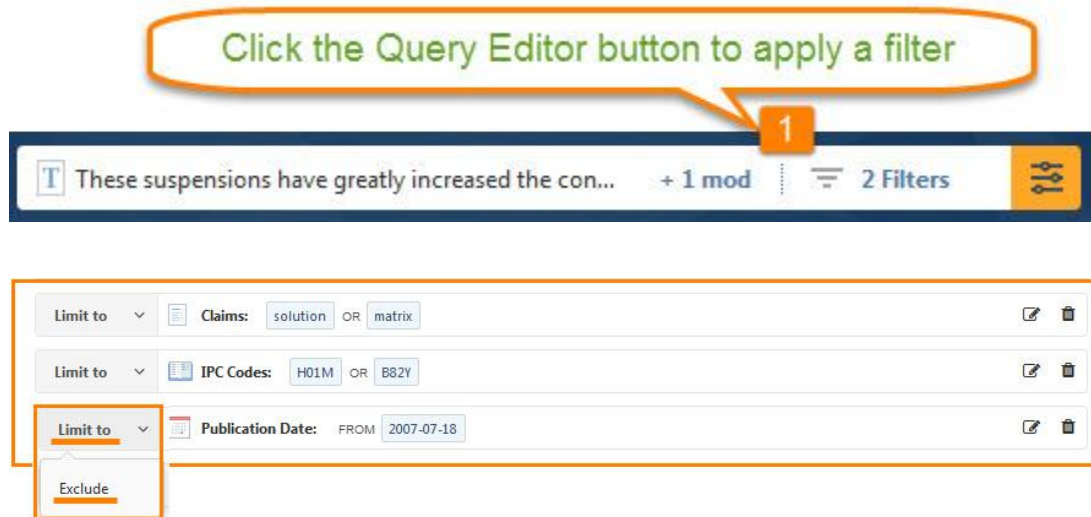 Click the Query Editor button to apply a filter
1
T These suspensions have greatly increased the con... + 1 mod 2 Filters
Limit to Claims: solution OR matrix
Limit to IPC Codes: H01M OR B82Y
Limit to Publication Date: FROM 2007-07-18
Exclude